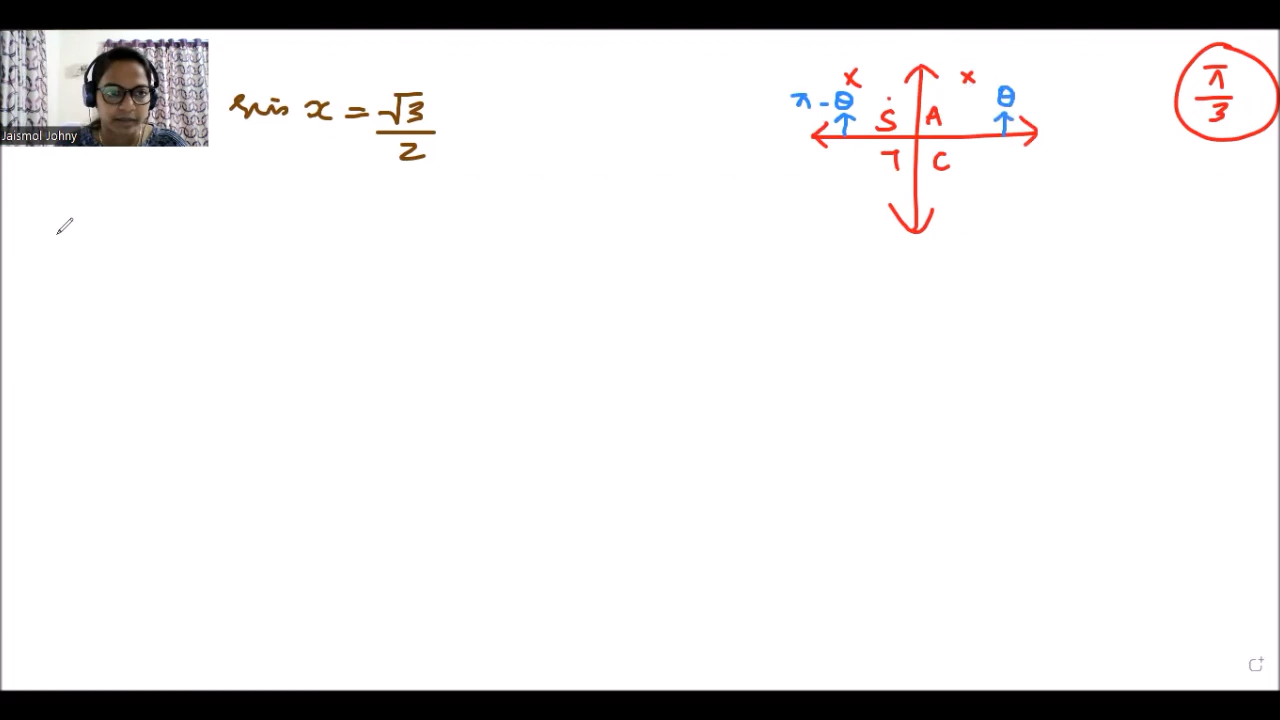 sin x = √3/2
Jaismol Johny
x x
π - θ θ
S A
T C
π/3